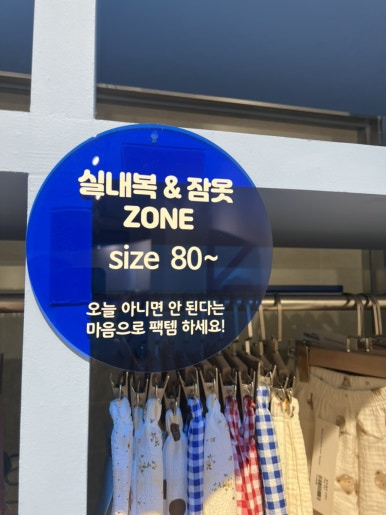 실내복 & 잠옷
ZONE
size 80~
오늘 아니면 안 된다는
마음으로 팩템 하세요!